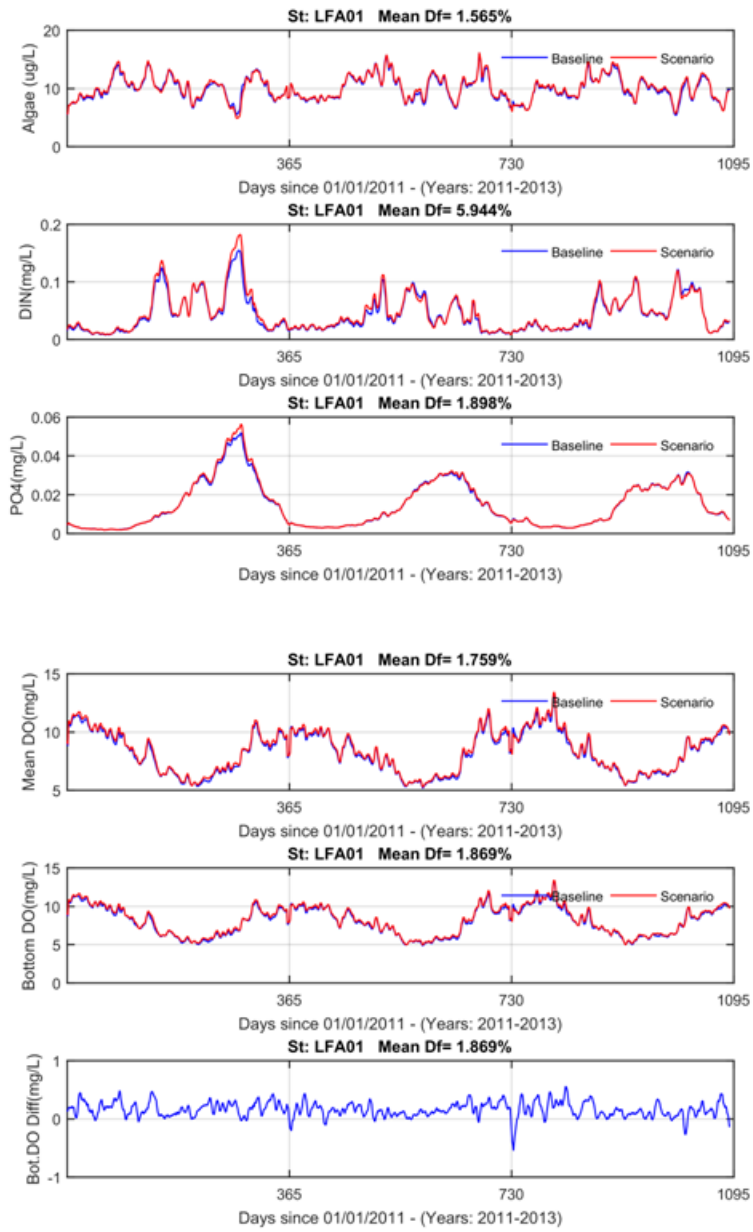 St: LFA01 Mean Df= 1.565%
15
10
5
0
Algae (ug/L)
Baseline
Scenario
365
730
1095
Days since 01/01/2011 - (Years: 2011-2013)
St: LFA01 Mean Df= 5.944%
0.2
0.1
0
DIN(mg/L)
Baseline
Scenario
365
730
1095
Days since 01/01/2011 - (Years: 2011-2013)
St: LFA01 Mean Df= 1.898%
0.06
0.04
0.02
0
PO4(mg/L)
Baseline
Scenario
365
730
1095
Days since 01/01/2011 - (Years: 2011-2013)
St: LFA01 Mean Df= 1.759%
15
10
5
Mean DO(mg/L)
Baseline
Scenario
365
730
1095
Days since 01/01/2011 - (Years: 2011-2013)
St: LFA01 Mean Df= 1.869%
15
10
5
0
Bottom DO(mg/L)
Baseline
Scenario
365
730
1095
Days since 01/01/2011 - (Years: 2011-2013)
St: LFA01 Mean Df= 1.869%
1
0
-1
Bot.DO Diff(mg/L)
365
730
1095
Days since 01/01/2011 - (Years: 2011-2013)